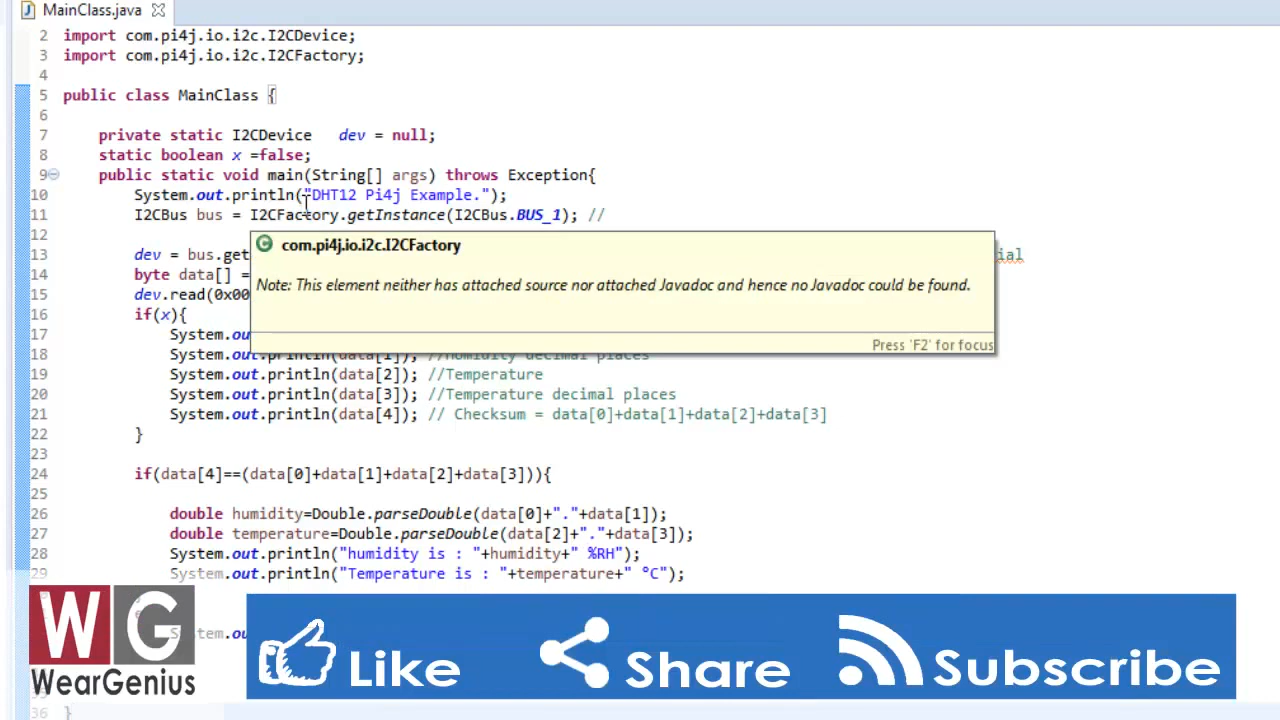 MainClass.java
2 import com.pi4j.io.i2c.I2CDevice;
3 import com.pi4j.io.i2c.I2CFactory;
4
5 public class MainClass {
6
7 private static I2CDevice dev = null;
8 static boolean x =false;
9 public static void main(String[] args) throws Exception{
10 System.out.println("DHT12 Pi4j Example.");
11 I2CBus bus = I2CFactory.getInstance(I2CBus.BUS_1); //
12
com.pi4j.io.i2c.I2CFactory
13 dev = bus.get
14 byte data[] =
Note: This element neither has attached source nor attached Javadoc and hence no Javadoc could be found.
15 dev.read(0x00
16 if(x){
17 System.ou
Press 'F2' for focus
18 System.out.println(data[1]); //Humidity decimal places
19 System.out.println(data[2]); //Temperature
20 System.out.println(data[3]); //Temperature decimal places
21 System.out.println(data[4]); // Checksum = data[0]+data[1]+data[2]+data[3]
22 }
23
24 if(data[4]==(data[0]+data[1]+data[2]+data[3])){
25
26 double humidity=Double.parseDouble(data[0]+"."+data[1]);
27 double temperature=Double.parseDouble(data[2]+"."+data[3]);
28 System.out.println("humidity is : "+humidity+" %RH");
29 System.out.println("Temperature is : "+temperature+" °C");
WG
WearGenius
Like
Share
Subscribe
36 }